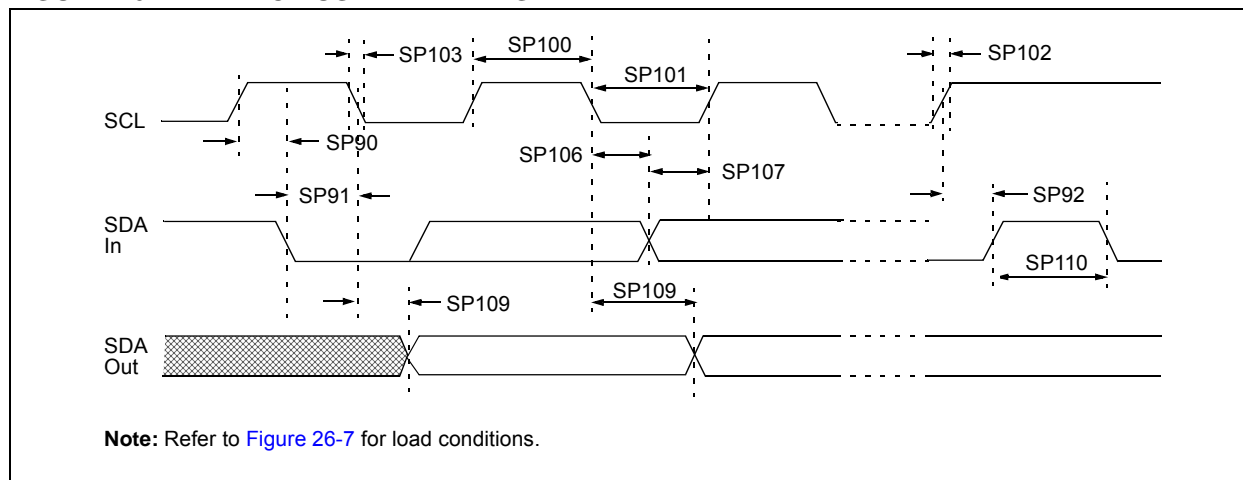 SP103
SP100
SP102
SP101
SCL
SP90
SP106
SP107
SP91
SP92
SDA
In
SP110
SP109
SP109
SDA
Out
Note: Refer to Figure 26-7 for load conditions.